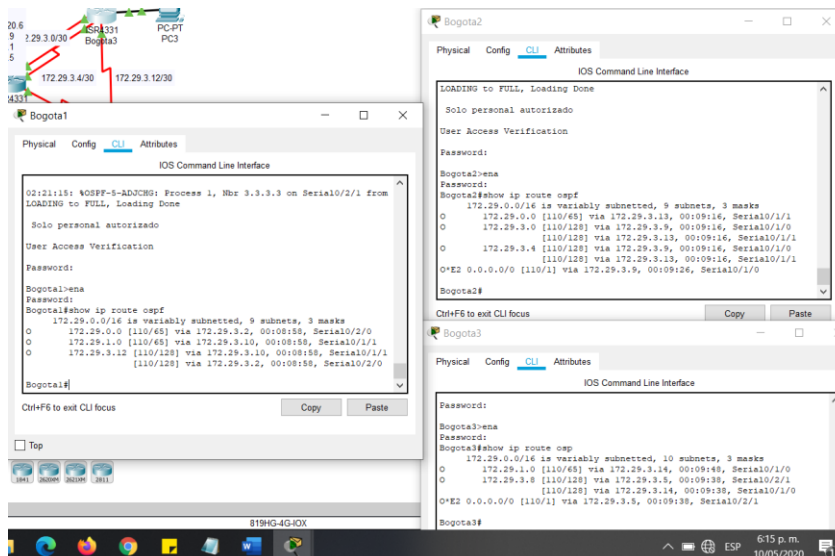 20.6
.9
.1
.5
2.29.3.0/30
ISR4331
Bogota3
PC-PT
PC3
172.29.3.4/30
172.29.3.12/30
4331
Bogota1
Physical Config CLI Attributes
IOS Command Line Interface
02:21:15: %OSPF-5-ADJCHG: Process 1, Nbr 3.3.3.3 on Serial0/2/1 from
LOADING to FULL, Loading Done
Solo personal autorizado
User Access Verification
Password:
Bogota1>ena
Password:
Bogota1#show ip route ospf
172.29.0.0/16 is variably subnetted, 9 subnets, 3 masks
O 172.29.0.0 [110/65] via 172.29.3.2, 00:08:58, Serial0/2/0
O 172.29.1.0 [110/65] via 172.29.3.10, 00:08:58, Serial0/1/1
O 172.29.3.12 [110/128] via 172.29.3.10, 00:08:58, Serial0/1/1
[110/128] via 172.29.3.2, 00:08:58, Serial0/2/0
Bogota1#
Ctrl+F6 to exit CLI focus
Copy Paste
Top
1941 2620XM 2621XM 2811
819HG-4G-IOX
Bogota2
Physical Config CLI Attributes
IOS Command Line Interface
LOADING to FULL, Loading Done
Solo personal autorizado
User Access Verification
Password:
Bogota2>ena
Password:
Bogota2#show ip route ospf
172.29.0.0/16 is variably subnetted, 9 subnets, 3 masks
O 172.29.0.0 [110/65] via 172.29.3.13, 00:09:16, Serial0/1/1
O 172.29.3.0 [110/128] via 172.29.3.9, 00:09:16, Serial0/1/0
[110/128] via 172.29.3.13, 00:09:16, Serial0/1/1
O 172.29.3.4 [110/128] via 172.29.3.9, 00:09:16, Serial0/1/0
[110/128] via 172.29.3.13, 00:09:16, Serial0/1/1
O*E2 0.0.0.0/0 [110/1] via 172.29.3.9, 00:09:26, Serial0/1/0
Bogota2#
Ctrl+F6 to exit CLI focus
Copy Paste
Bogota3
Physical Config CLI Attributes
IOS Command Line Interface
Password:
Bogota3>ena
Password:
Bogota3#show ip route osp
172.29.0.0/16 is variably subnetted, 10 subnets, 3 masks
O 172.29.1.0 [110/65] via 172.29.3.14, 00:09:48, Serial0/1/0
O 172.29.3.8 [110/128] via 172.29.3.5, 00:09:38, Serial0/2/1
[110/128] via 172.29.3.14, 00:09:38, Serial0/1/0
O*E2 0.0.0.0/0 [110/1] via 172.29.3.5, 00:09:38, Serial0/2/1
Bogota3#
ESP
6:15 p. m.
10/05/2020